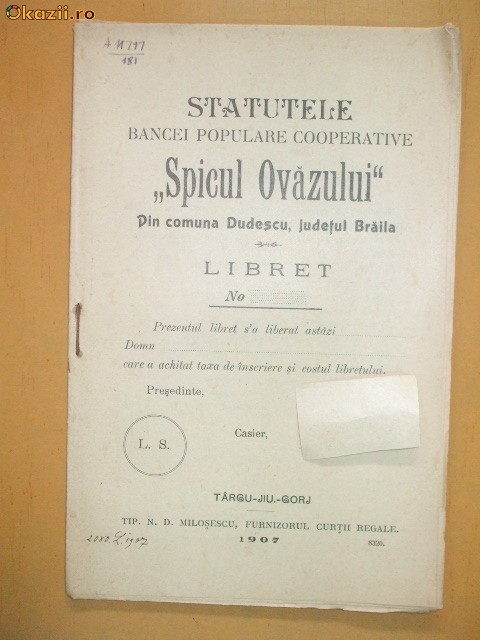 Okazii.ro
A 11717
181
STATUTELE
BANCEI POPULARE COOPERATIVE
„Spicul Ovăzului“
Din comuna Dudescu, județul Brăila
LIBRET
No
Prezentul libret s'a liberat astăzi
Domn
care a achitat taxa de înscriere și costul libretului.
Președinte,
Casier,
L. S.
TÂRGU-JIU.-GORJ
TIP. N. D. MILOȘESCU, FURNIZORUL CURȚII REGALE.
1907